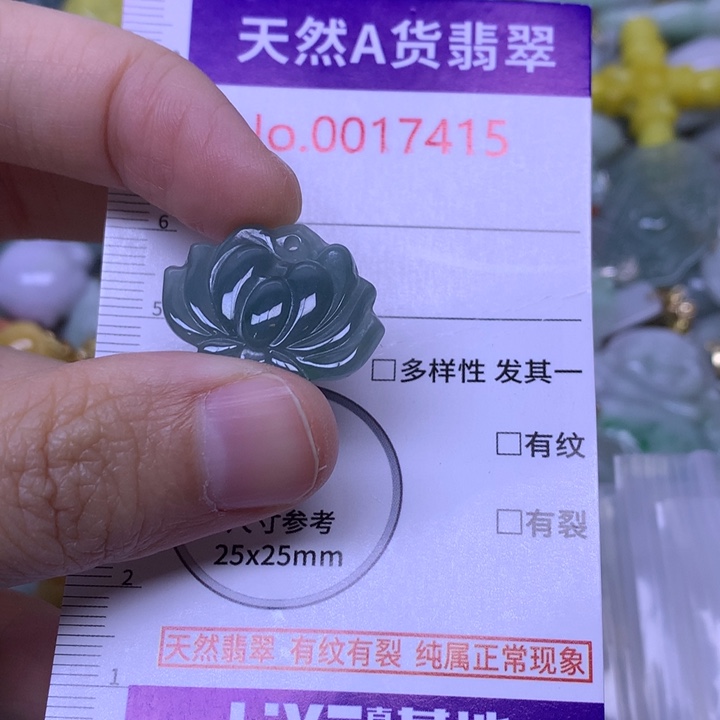 天然A货翡翠
No.0017415
6
5
□多样性 发其一
□有纹
□有裂
尺寸参考
25x25mm
2
天然翡翠 有纹有裂 纯属正常现象
1